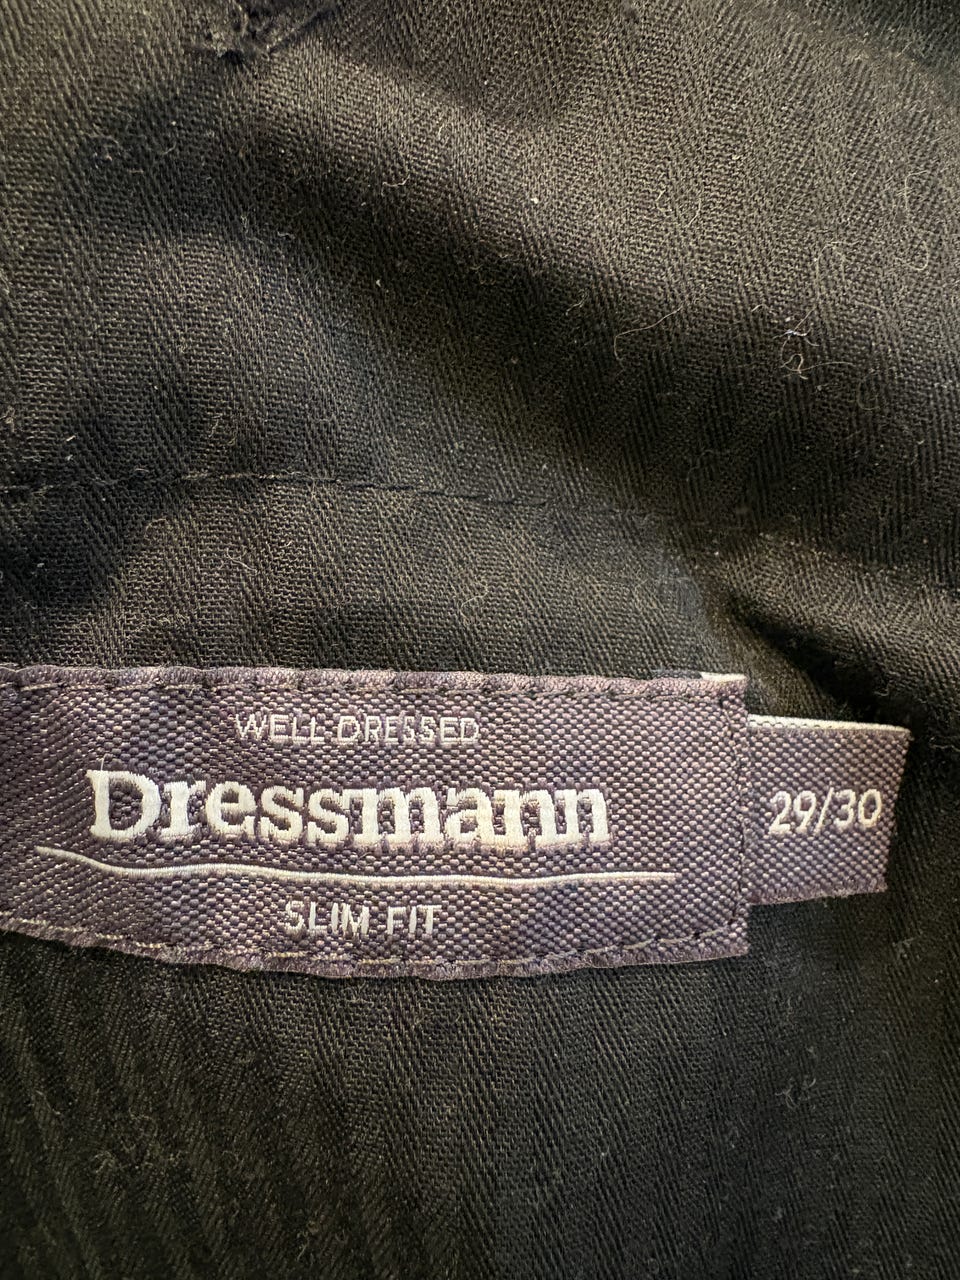 WELL DRESSED
Dressmann
SLIM FIT
29/30